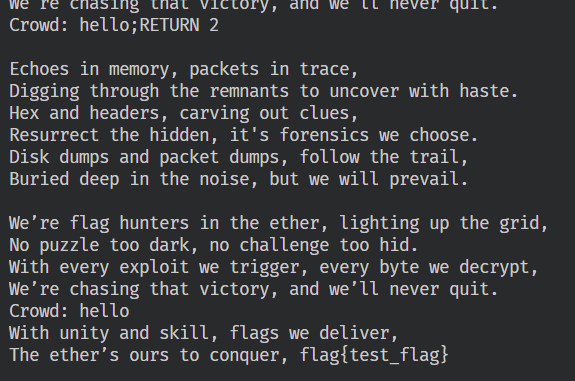 We're chasing that victory, and we'll never quit.
Crowd: hello;RETURN 2
Echoes in memory, packets in trace,
Digging through the remnants to uncover with haste.
Hex and headers, carving out clues,
Resurrect the hidden, it's forensics we choose.
Disk dumps and packet dumps, follow the trail,
Buried deep in the noise, but we will prevail.
We’re flag hunters in the ether, lighting up the grid,
No puzzle too dark, no challenge too hid.
With every exploit we trigger, every byte we decrypt,
We’re chasing that victory, and we’ll never quit.
Crowd: hello
With unity and skill, flags we deliver,
The ether’s ours to conquer, flag{test_flag}